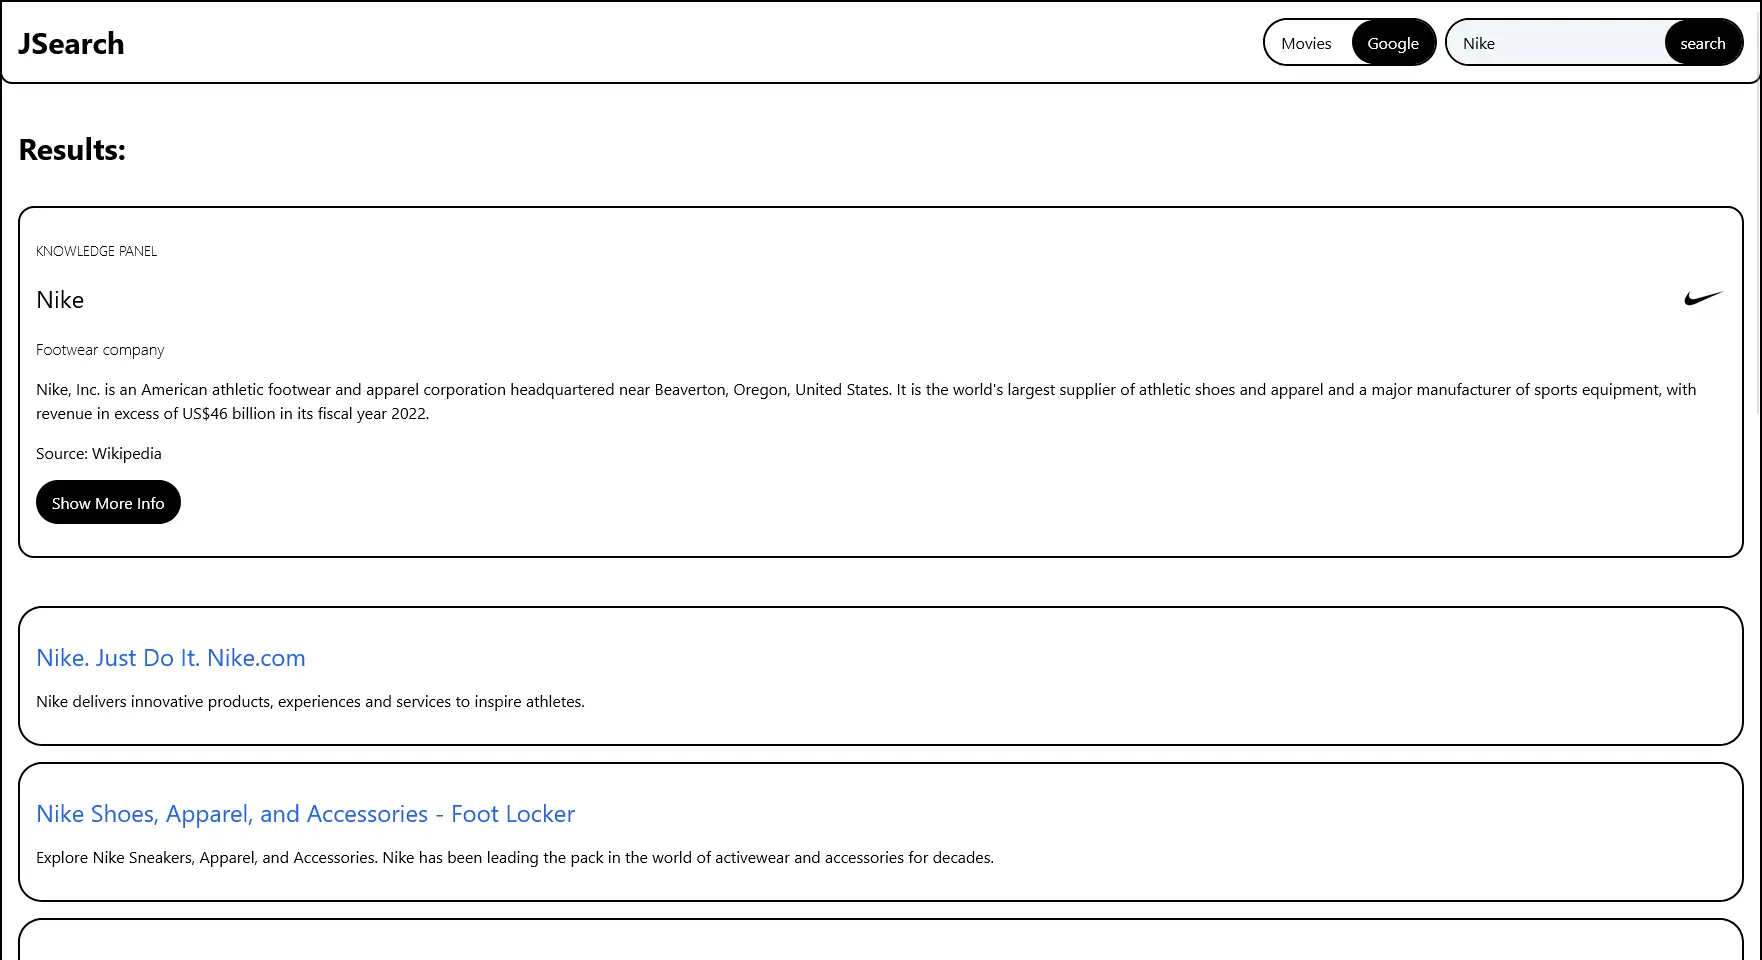 JSearch
Movies
Google
Nike
search
Results:
KNOWLEDGE PANEL
Nike
Footwear company
Nike, Inc. is an American athletic footwear and apparel corporation headquartered near Beaverton, Oregon, United States. It is the world's largest supplier of athletic shoes and apparel and a major manufacturer of sports equipment, with
revenue in excess of US$46 billion in its fiscal year 2022.
Source: Wikipedia
Show More Info
Nike. Just Do It. Nike.com
Nike delivers innovative products, experiences and services to inspire athletes.
Nike Shoes, Apparel, and Accessories - Foot Locker
Explore Nike Sneakers, Apparel, and Accessories. Nike has been leading the pack in the world of activewear and accessories for decades.